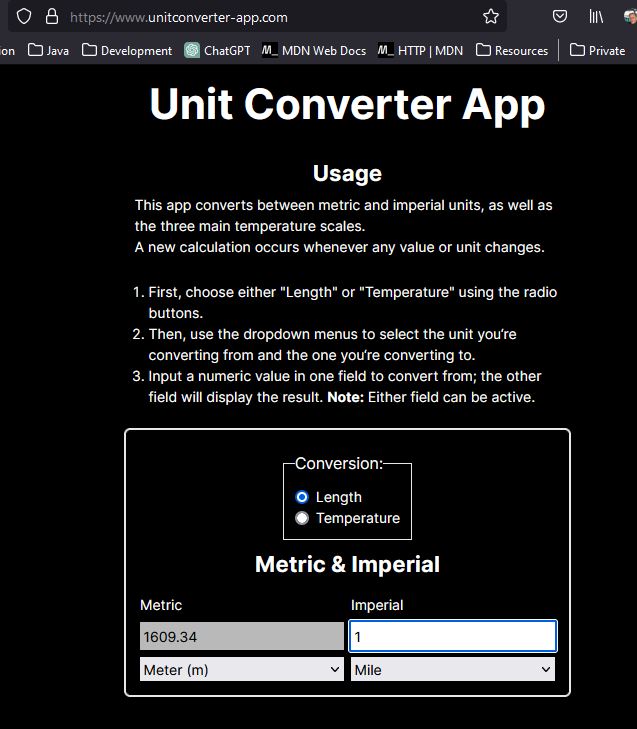 https://www.unitconverter-app.com
ion Java Development ChatGPT MDN Web Docs HTTP | MDN Resources Private
Unit Converter App
Usage
This app converts between metric and imperial units, as well as
the three main temperature scales.
A new calculation occurs whenever any value or unit changes.
1. First, choose either "Length" or "Temperature" using the radio
buttons.
2. Then, use the dropdown menus to select the unit you’re
converting from and the one you’re converting to.
3. Input a numeric value in one field to convert from; the other
field will display the result. Note: Either field can be active.
Conversion:
Length
Temperature
Metric & Imperial
Metric Imperial
1609.34 1
Meter (m) Mile